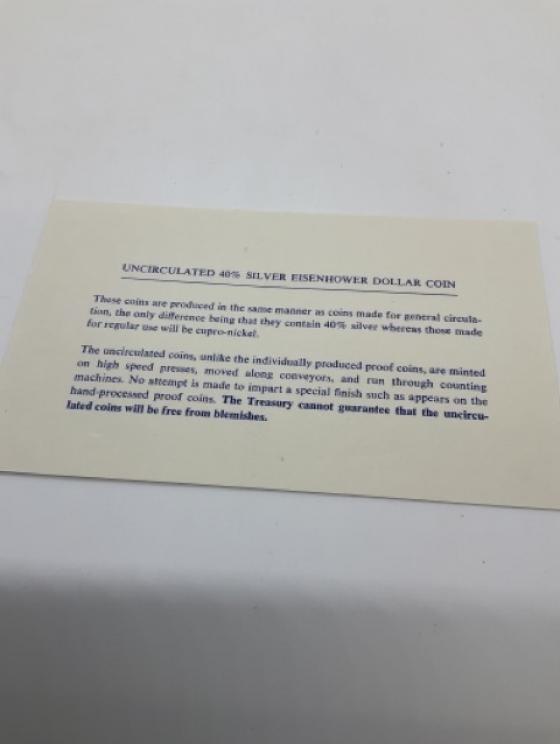 UNCIRCULATED 40% SILVER EISENHOWER DOLLAR COIN
These coins are produced in the same manner as coins made for general circula-
tion, the only difference being that they contain 40% silver whereas those made
for regular use will be cupro-nickel.
The uncirculated coins, unlike the individually produced proof coins, are minted
on high speed presses, moved along conveyors, and run through counting
machines. No attempt is made to impart a special finish such as appears on the
hand-processed proof coins. The Treasury cannot guarantee that the uncircu-
lated coins will be free from blemishes.